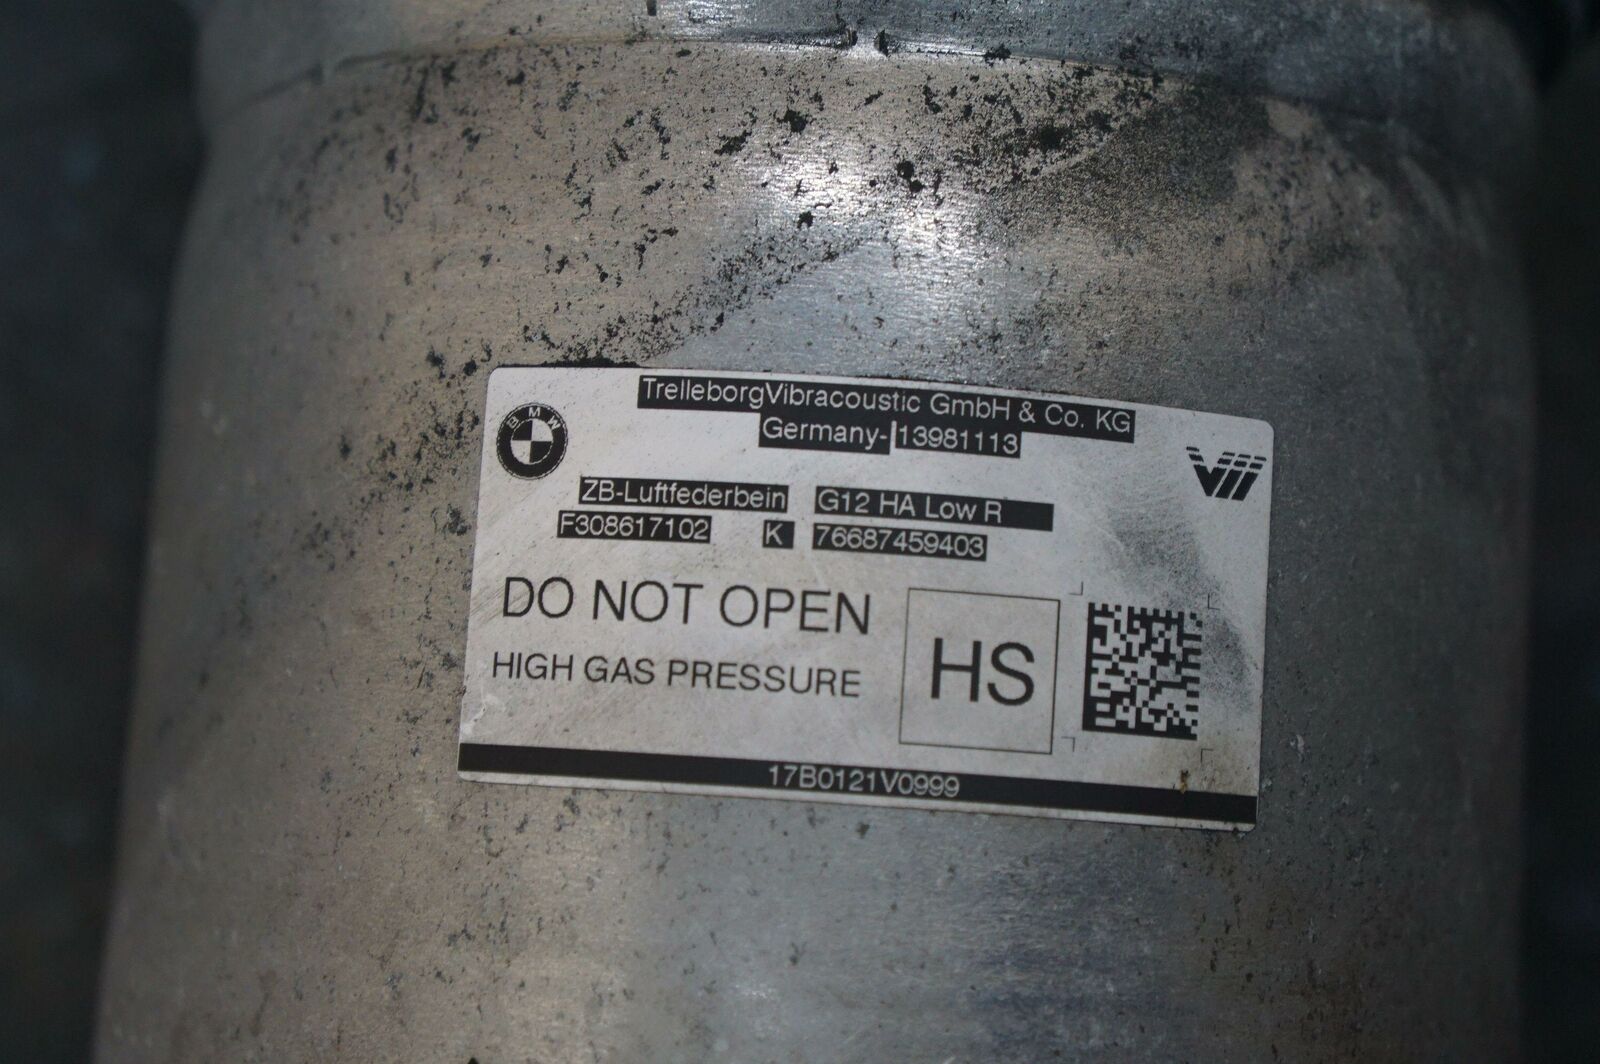 TrelleborgVibracoustic GmbH & Co. KG
Germany- 13981113
BMW
ZB-Luftfederbein G12 HA Low R
F308617102 K 76687459403
DO NOT OPEN
HIGH GAS PRESSURE
HS
17B0121V0999